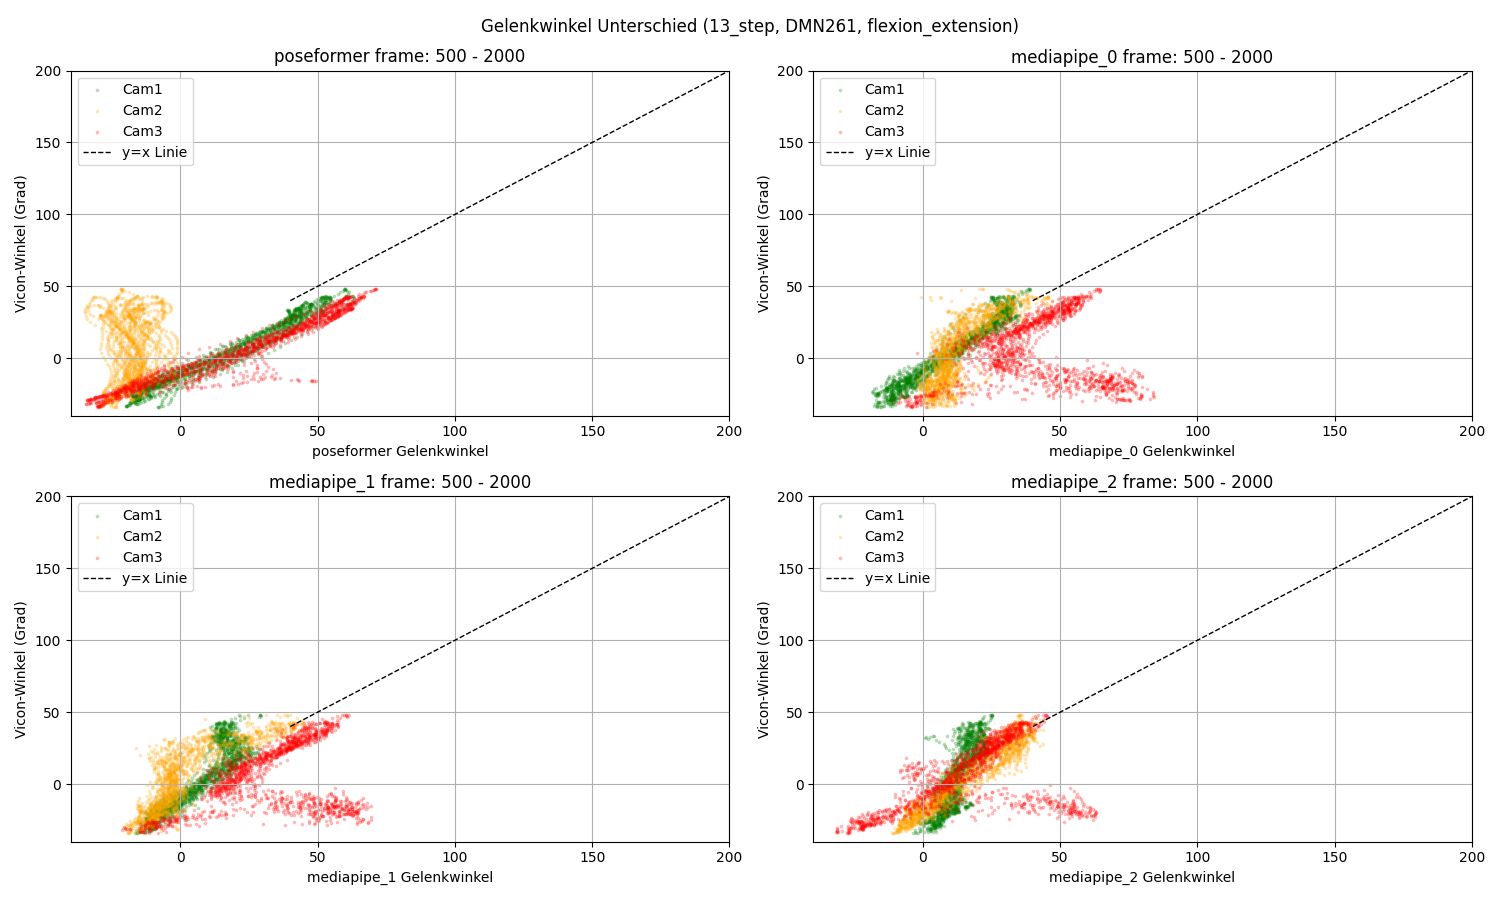 Gelenkwinkel Unterschied (13_step, DMN261, flexion_extension)
poseformer frame: 500 - 2000
200
150
100
50
0
Vicon-Winkel (Grad)
Cam1
Cam2
Cam3
y=x Linie
0 50 100 150 200
poseformer Gelenkwinkel
mediapipe_0 frame: 500 - 2000
200
150
100
50
0
Vicon-Winkel (Grad)
Cam1
Cam2
Cam3
y=x Linie
0 50 100 150 200
mediapipe_0 Gelenkwinkel
mediapipe_1 frame: 500 - 2000
200
150
100
50
0
Vicon-Winkel (Grad)
Cam1
Cam2
Cam3
y=x Linie
0 50 100 150 200
mediapipe_1 Gelenkwinkel
mediapipe_2 frame: 500 - 2000
200
150
100
50
0
Vicon-Winkel (Grad)
Cam1
Cam2
Cam3
y=x Linie
0 50 100 150 200
mediapipe_2 Gelenkwinkel